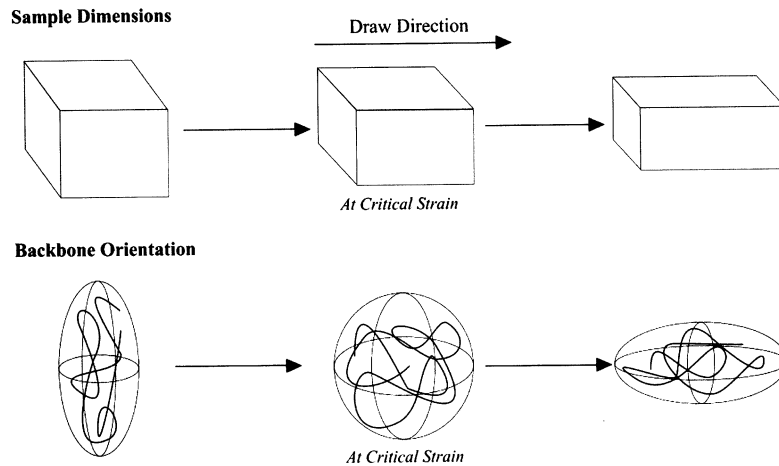 Sample Dimensions
Draw Direction
At Critical Strain
Backbone Orientation
At Critical Strain